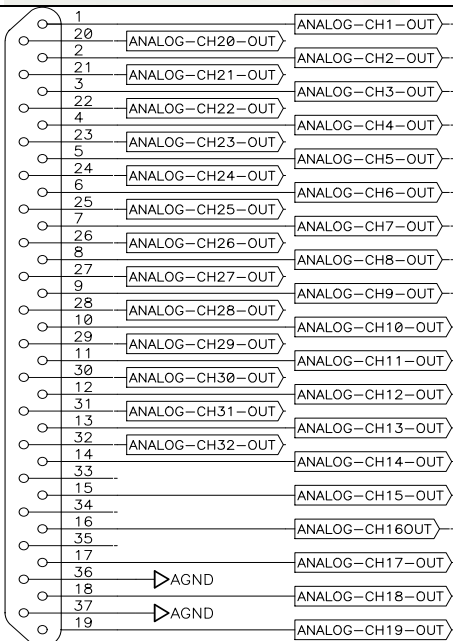 1 ANALOG-CH1-OUT
20 ANALOG-CH20-OUT
2 ANALOG-CH2-OUT
21 ANALOG-CH21-OUT
3 ANALOG-CH3-OUT
22 ANALOG-CH22-OUT
4 ANALOG-CH4-OUT
23 ANALOG-CH23-OUT
5 ANALOG-CH5-OUT
24 ANALOG-CH24-OUT
6 ANALOG-CH6-OUT
25 ANALOG-CH25-OUT
7 ANALOG-CH7-OUT
26 ANALOG-CH26-OUT
8 ANALOG-CH8-OUT
27 ANALOG-CH27-OUT
9 ANALOG-CH9-OUT
28 ANALOG-CH28-OUT
10 ANALOG-CH10-OUT
29 ANALOG-CH29-OUT
11 ANALOG-CH11-OUT
30 ANALOG-CH30-OUT
12 ANALOG-CH12-OUT
31 ANALOG-CH31-OUT
13 ANALOG-CH13-OUT
32 ANALOG-CH32-OUT
14 ANALOG-CH14-OUT
33
15 ANALOG-CH15-OUT
34
16 ANALOG-CH16OUT
35
17 ANALOG-CH17-OUT
36 AGND
18 ANALOG-CH18-OUT
37 AGND
19 ANALOG-CH19-OUT